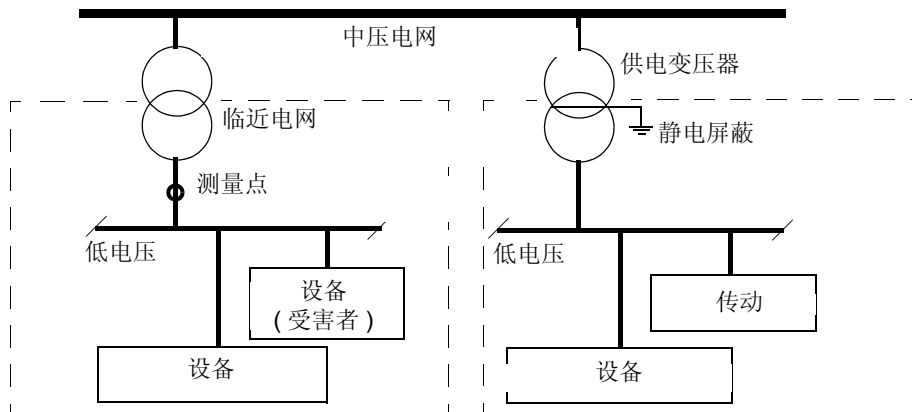 中压电网
供电变压器
临近电网
静电屏蔽
测量点
低电压
低电压
设备
(受害者)
传动
设备
设备